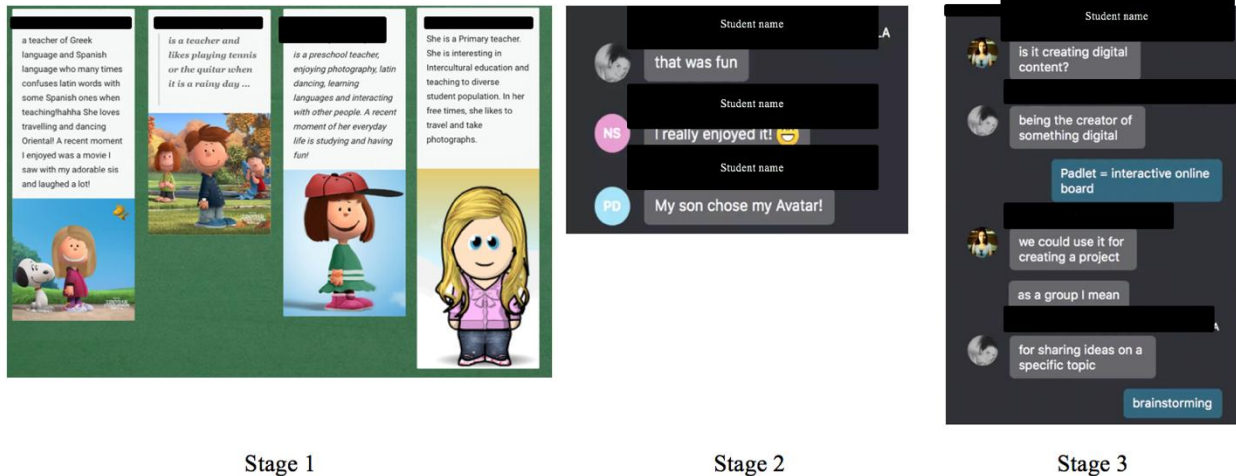 a teacher of Greek
language and Spanish
language who many times
confuses latin words with
some Spanish ones when
teaching!hahha She loves
travelling and dancing
Oriental! A recent moment
I enjoyed was a movie I
saw with my adorable sis
and laughed a lot!
is a teacher and
likes playing tennis
or the quitar when
it is a rainy day ...
is a preschool teacher,
enjoying photography, latin
dancing, learning
languages and interacting
with other people. A recent
moment of her everyday
life is studying and having
fun!
She is a Primary teacher.
She is interesting in
Intercultural education and
teaching to diverse
student population. In her
free times, she likes to
travel and take
photographs.
Stage 1
Student name
LA
that was fun
Student name
NS
I really enjoyed it! 😄
Student name
PD
My son chose my Avatar!
Stage 2
Student name
is it creating digital
content?
being the creator of
something digital
Padlet = interactive online
board
we could use it for
creating a project
as a group I mean
for sharing ideas on a
specific topic
brainstorming
Stage 3